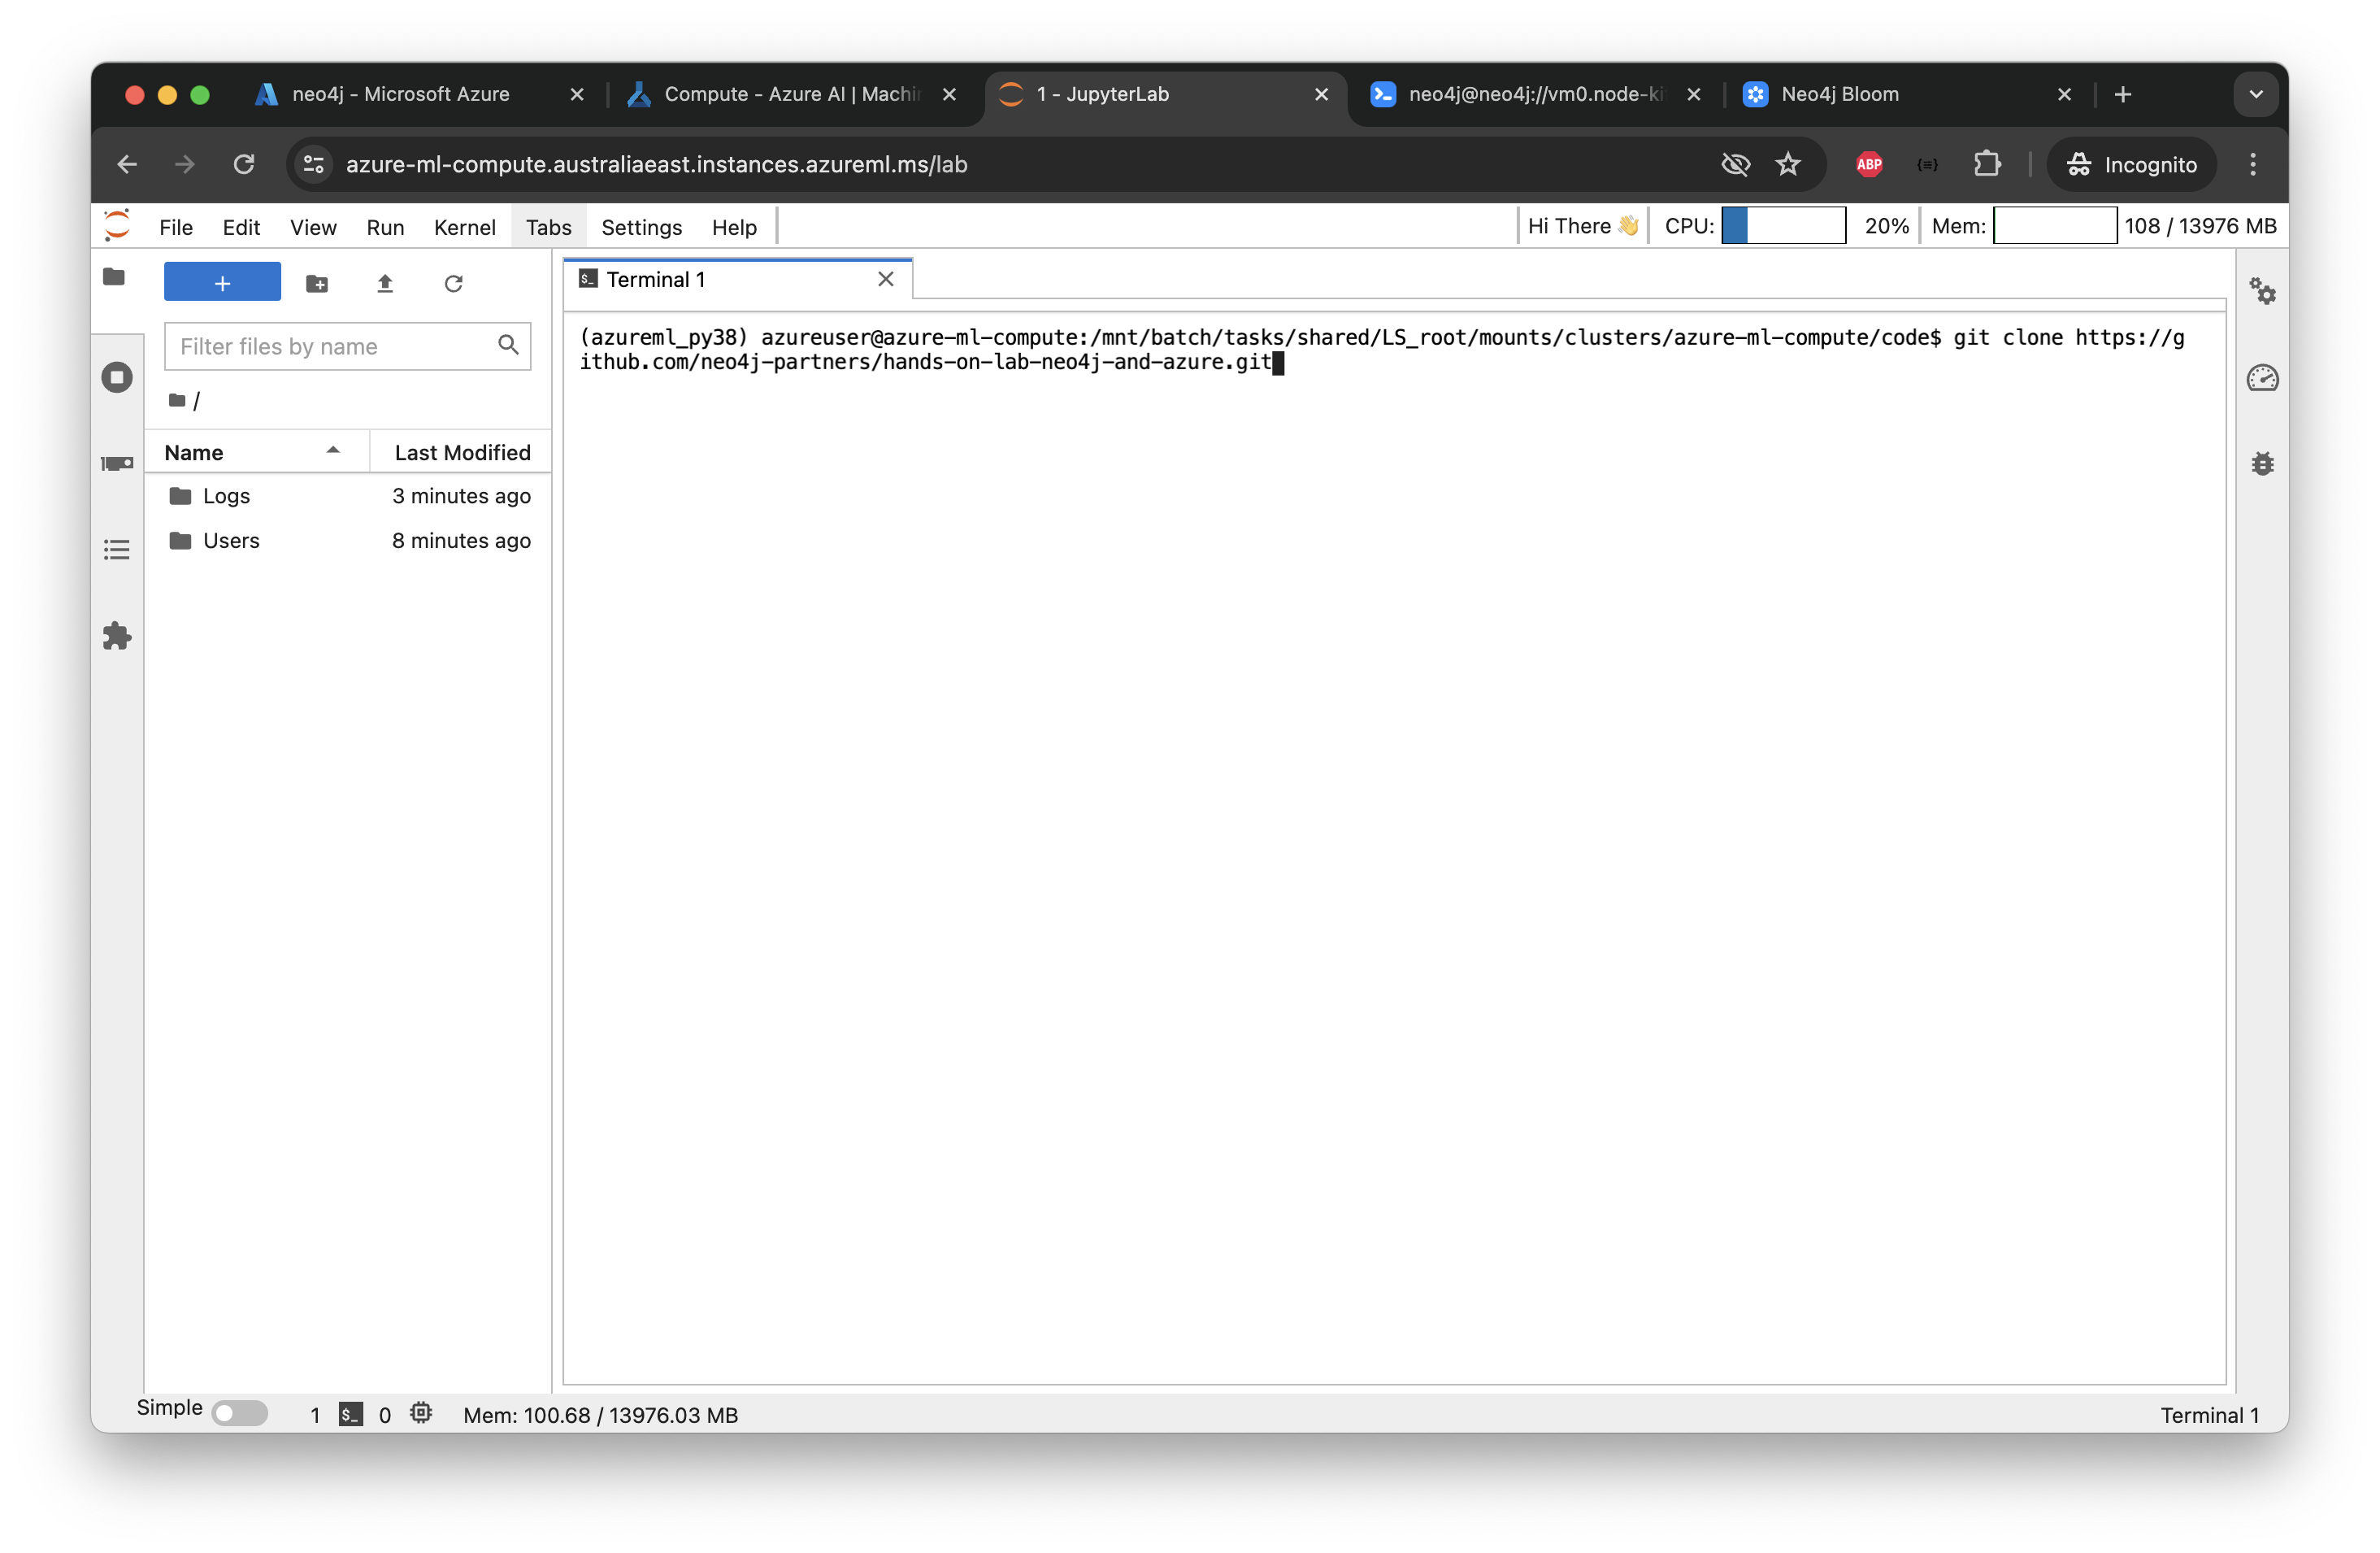 neo4j - Microsoft Azure
Compute - Azure AI | Machin
1 - JupyterLab
neo4j@neo4j://vm0.node-ki
Neo4j Bloom
azure-ml-compute.australiaeast.instances.azureml.ms/lab
ABP
Incognito
File Edit View Run Kernel Tabs Settings Help
Hi There 👋 CPU: 20% Mem: 108 / 13976 MB
Terminal 1
Filter files by name
/
Name Last Modified
Logs 3 minutes ago
Users 8 minutes ago
(azureml_py38) azureuser@azure-ml-compute:/mnt/batch/tasks/shared/LS_root/mounts/clusters/azure-ml-compute/code$ git clone https://g
ithub.com/neo4j-partners/hands-on-lab-neo4j-and-azure.git
Simple 1 $_ 0 Mem: 100.68 / 13976.03 MB Terminal 1